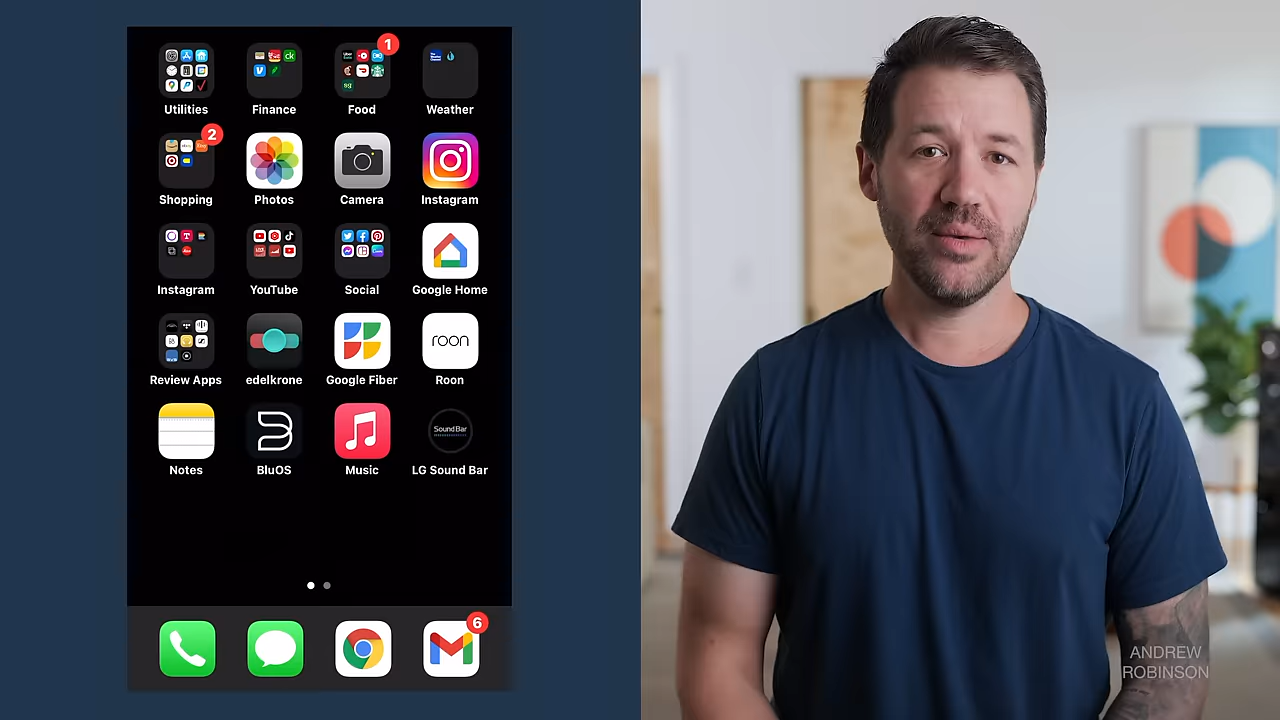 1
Utilities Finance Food Weather
2
Shopping Photos Camera Instagram
Instagram YouTube Social Google Home
roon
Review Apps edelkrone Google Fiber Roon
Sound Bar
Notes BluOS Music LG Sound Bar
6
ANDREW
ROBINSON